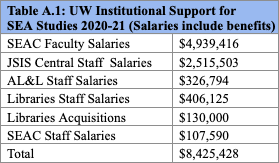 Table A.1: UW Institutional Support for
SEA Studies 2020-21 (Salaries include benefits)
SEAC Faculty Salaries $4,939,416
JSIS Central Staff Salaries $2,515,503
AL&L Staff Salaries $326,794
Libraries Staff Salaries $406,125
Libraries Acquisitions $130,000
SEAC Staff Salaries $107,590
Total $8,425,428